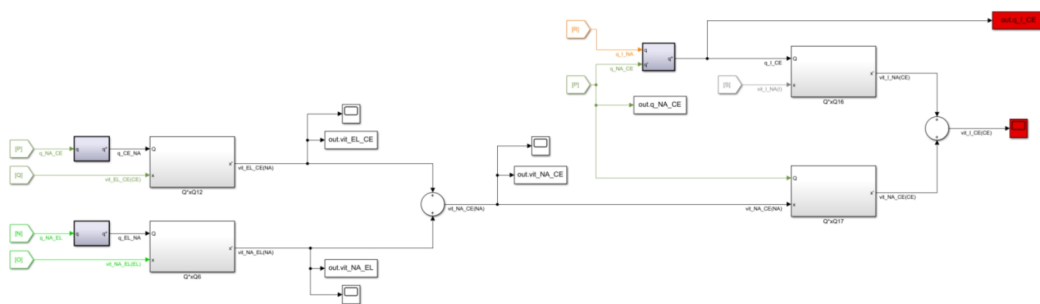 out.q_I_CE
[R]
q_I_NA
q
q'
q''
q_NA_CE
[P]
q_I_CE
[S]
vit_I_NA(I)
Q
x
x'
Q*xQ16
vit_I_NA(CE)
out.q_NA_CE
+
+
vit_I_CE(CE)
[P]
q_NA_CE
q
q*
q_CE_NA
[Q]
vit_EL_CE(CE)
Q
x
x'
Q*xQ12
vit_EL_CE(NA)
out.vit_EL_CE
out.vit_NA_CE
+
+
vit_NA_CE(NA)
vit_NA_CE(NA)
Q
x
x'
Q*xQ17
vit_NA_CE(CE)
[N]
q_NA_EL
q
q*
q_EL_NA
[O]
vit_NA_EL(EL)
Q
x
x'
Q*xQ6
vit_NA_EL(NA)
out.vit_NA_EL